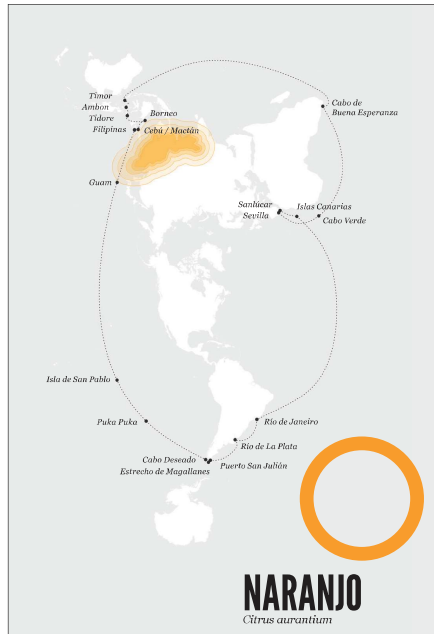 Timor
Ambon
Tidore
Borneo
Filipinas
Cebú / Mactán
Guam
Cabo de
Buena Esperanza
Sanlúcar
Sevilla
Islas Canarias
Cabo Verde
Isla de San Pablo
Puka Puka
Río de Janeiro
Río de La Plata
Cabo Deseado
Estrecho de Magallanes
Puerto San Julián
NARANJO
Citrus aurantium